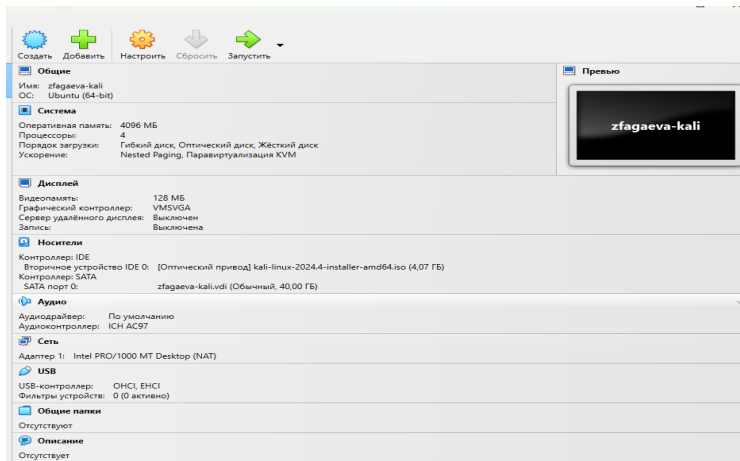 Создать Добавить Настроить Сбросить Запустить
Общие
Имя: zfagaeva-kali
ОС: Ubuntu (64-bit)
Превью
zfagaeva-kali
Система
Оперативная память: 4096 МБ
Процессоры: 4
Порядок загрузки: Гибкий диск, Оптический диск, Жёсткий диск
Ускорение: Nested Paging, Паравиртуализация KVM
Дисплей
Видеопамять: 128 МБ
Графический контроллер: VMSVGA
Сервер удалённого дисплея: Выключен
Запись: Выключена
Носители
Контроллер: IDE
Вторичное устройство IDE 0: [Оптический привод] kali-linux-2024.4-installer-amd64.iso (4,07 ГБ)
Контроллер: SATA
SATA порт 0: zfagaeva-kali.vdi (Обычный, 40,00 ГБ)
Аудио
Аудиодрайвер: По умолчанию
Аудиоконтроллер: ICH AC97
Сеть
Адаптер 1: Intel PRO/1000 MT Desktop (NAT)
USB
USB-контроллер: OHCI, EHCI
Фильтры устройств: 0 (0 активно)
Общие папки
Отсутствуют
Описание
Отсутствует